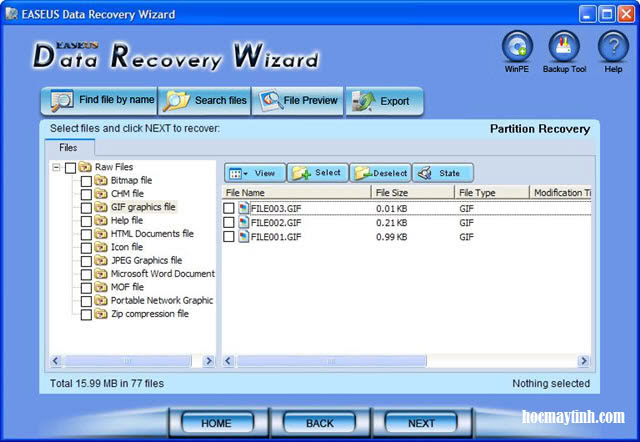 EASEUS Data Recovery Wizard
EASEUS
Data Recovery Wizard
WinPE
Backup Tool
Help
Find file by name
Search files
File Preview
Export
Select files and click NEXT to recover:
Partition Recovery
Files
Raw Files
Bitmap file
CHM file
GIF graphics file
Help file
HTML Documents file
Icon file
JPEG Graphics file
Microsoft Word Document
MOF file
Portable Network Graphic
Zip compression file
View
Select
Deselect
State
File Name File Size File Type Modification Ti
FILE003.GIF 0.01 KB GIF
FILE002.GIF 0.21 KB GIF
FILE001.GIF 0.99 KB GIF
Total 15.99 MB in 77 files
Nothing selected
HOME
BACK
NEXT
hocmaytinh.com